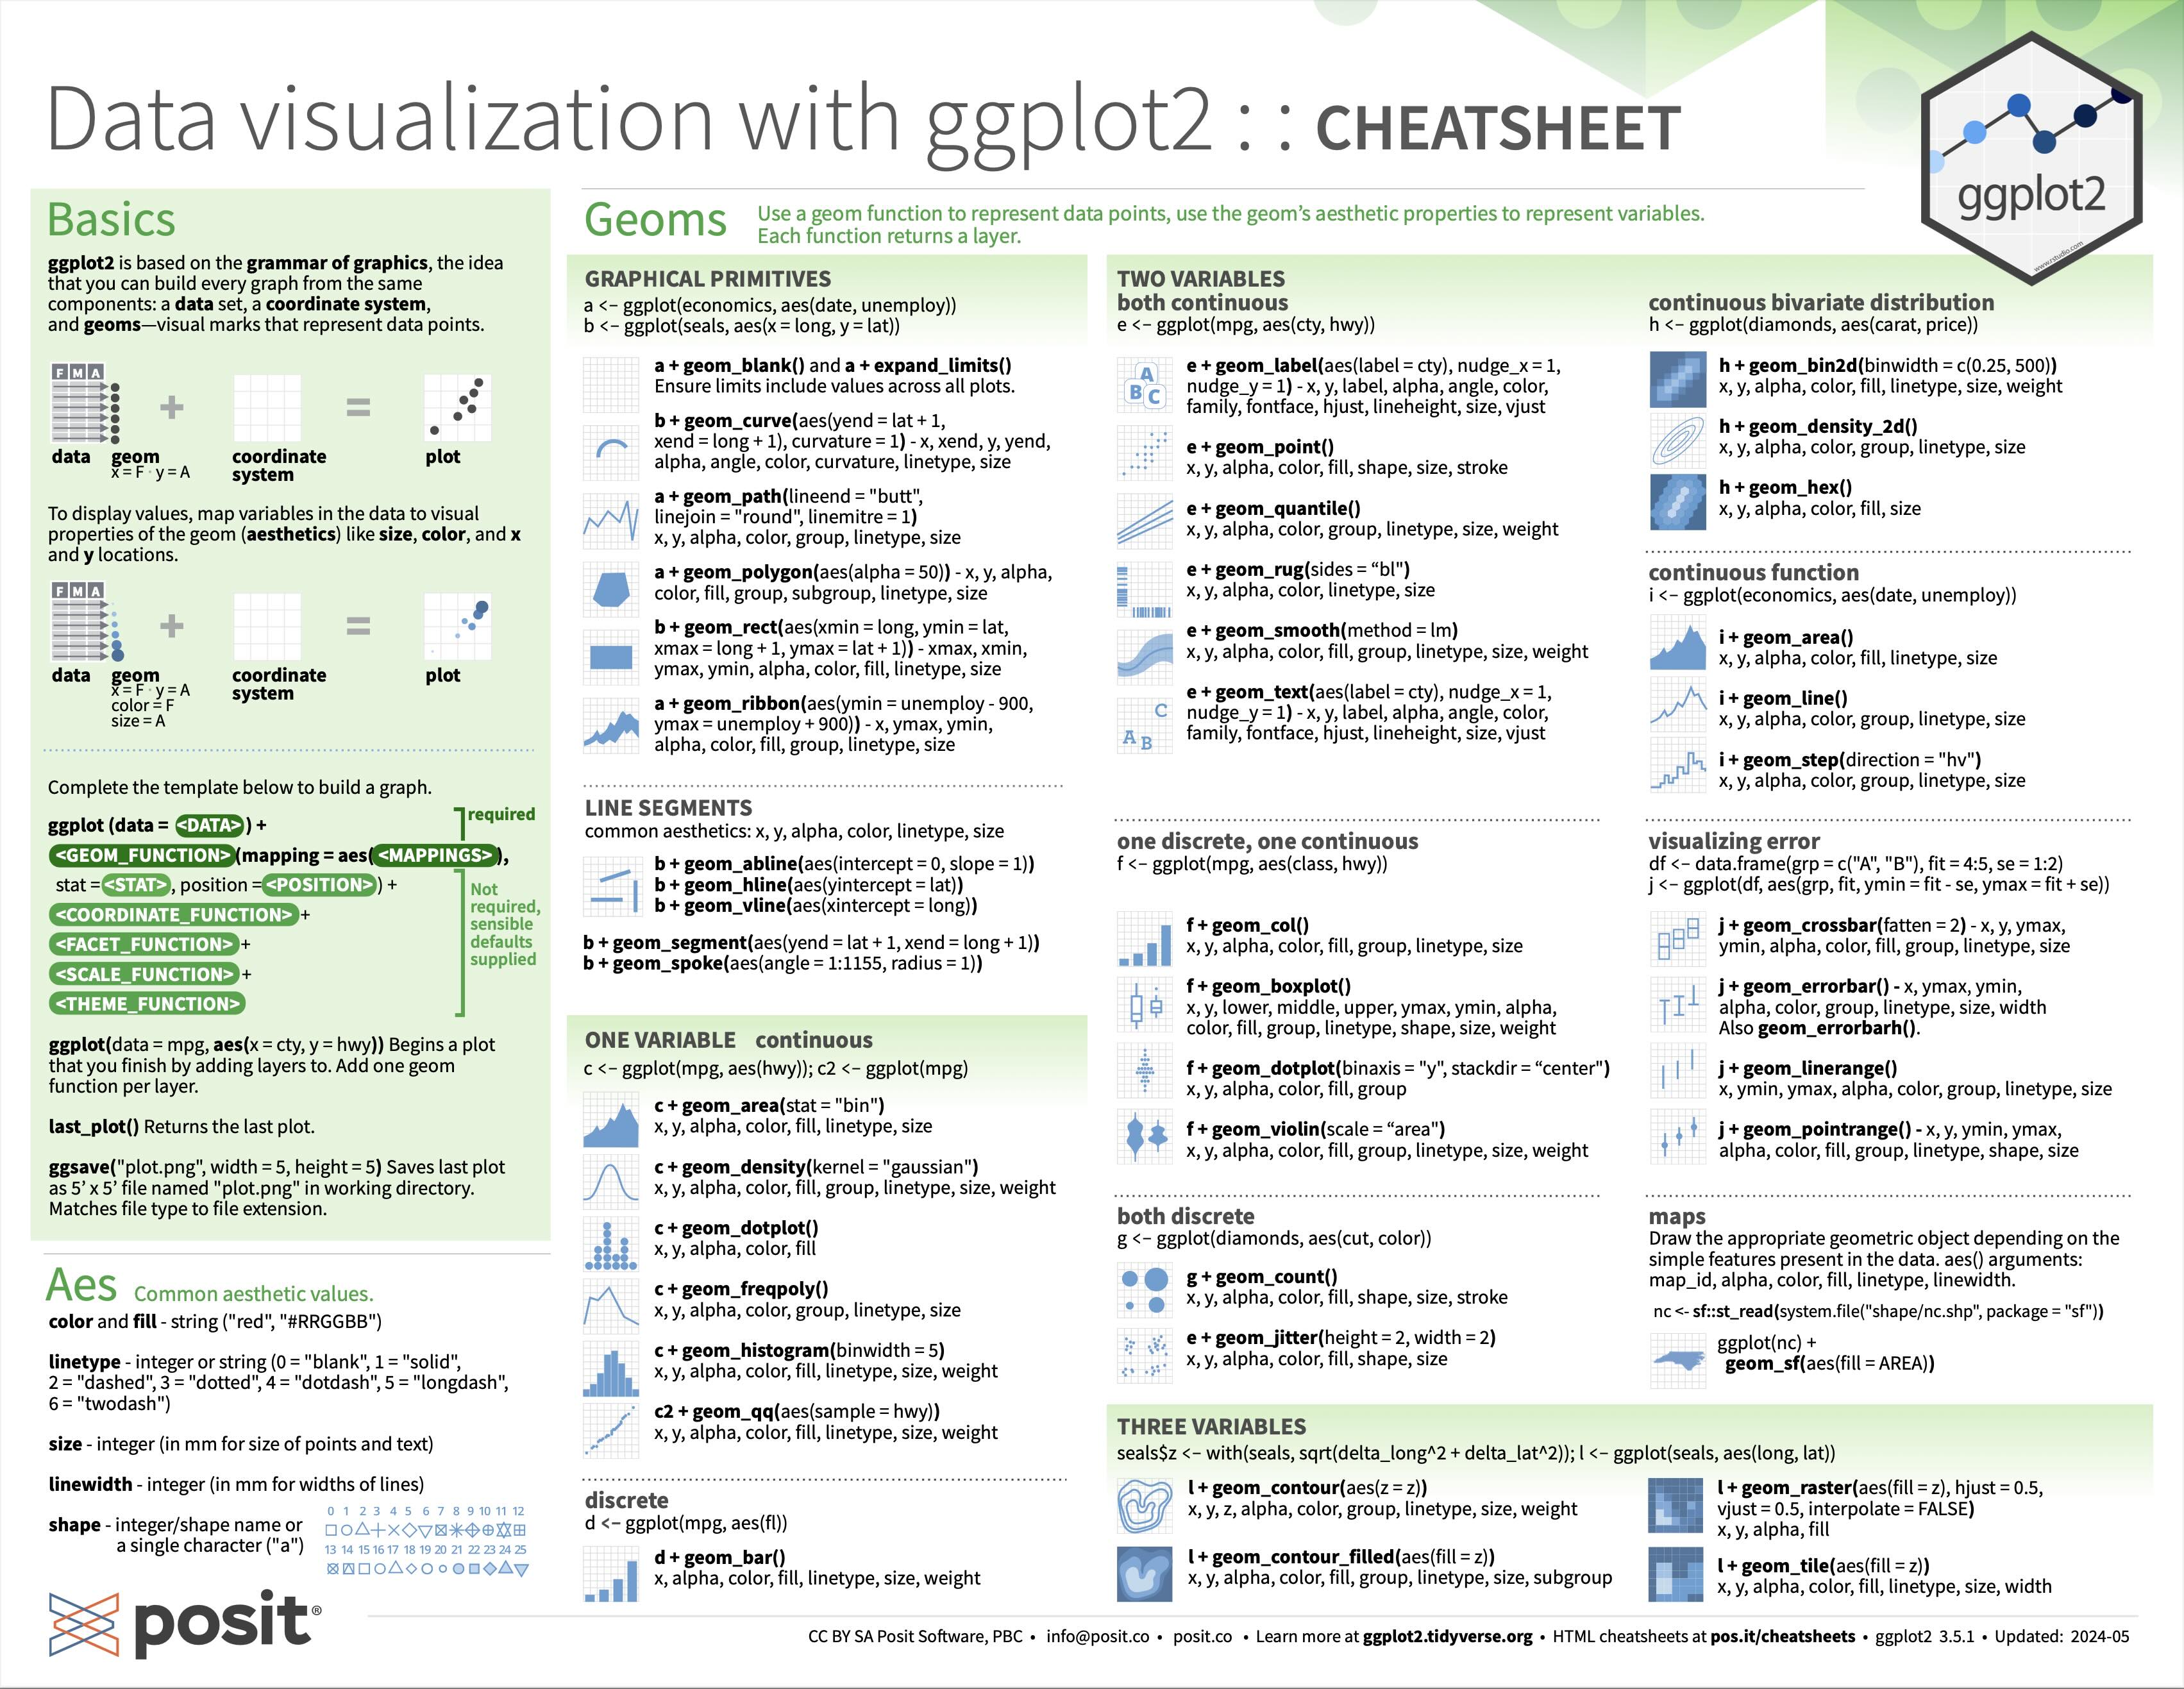 Data visualization with ggplot2 : : CHEATSHEET
ggplot2
www.rstudio.com
Basics
ggplot2 is based on the grammar of graphics, the idea
that you can build every graph from the same
components: a data set, a coordinate system,
and geoms—visual marks that represent data points.
F M A
+
=
data
geom
x = F · y = A
coordinate
system
plot
To display values, map variables in the data to visual
properties of the geom (aesthetics) like size, color, and x
and y locations.
F M A
+
=
data
geom
x = F · y = A
color = F
size = A
coordinate
system
plot
Complete the template below to build a graph.
required
ggplot (data = <DATA> ) +
<GEOM_FUNCTION> (mapping = aes( <MAPPINGS> ),
stat = <STAT> , position = <POSITION> ) +
<COORDINATE_FUNCTION> +
<FACET_FUNCTION> +
<SCALE_FUNCTION> +
<THEME_FUNCTION>
Not
required,
sensible
defaults
supplied
ggplot(data = mpg, aes(x = cty, y = hwy)) Begins a plot
that you finish by adding layers to. Add one geom
function per layer.
last_plot() Returns the last plot.
ggsave("plot.png", width = 5, height = 5) Saves last plot
as 5’ x 5’ file named "plot.png" in working directory.
Matches file type to file extension.
Aes Common aesthetic values.
color and fill - string ("red", "#RRGGBB")
linetype - integer or string (0 = "blank", 1 = "solid",
2 = "dashed", 3 = "dotted", 4 = "dotdash", 5 = "longdash",
6 = "twodash")
size - integer (in mm for size of points and text)
linewidth - integer (in mm for widths of lines)
shape - integer/shape name or
a single character ("a")
0 1 2 3 4 5 6 7 8 9 10 11 12
13 14 15 16 17 18 19 20 21 22 23 24 25
Geoms
Use a geom function to represent data points, use the geom’s aesthetic properties to represent variables.
Each function returns a layer.
GRAPHICAL PRIMITIVES
a <- ggplot(economics, aes(date, unemploy))
b <- ggplot(seals, aes(x = long, y = lat))
a + geom_blank() and a + expand_limits()
Ensure limits include values across all plots.
b + geom_curve(aes(yend = lat + 1,
xend = long + 1), curvature = 1) - x, xend, y, yend,
alpha, angle, color, curvature, linetype, size
a + geom_path(lineend = "butt",
linejoin = "round", linemitre = 1)
x, y, alpha, color, group, linetype, size
a + geom_polygon(aes(alpha = 50)) - x, y, alpha,
color, fill, group, subgroup, linetype, size
b + geom_rect(aes(xmin = long, ymin = lat,
xmax = long + 1, ymax = lat + 1)) - xmax, xmin,
ymax, ymin, alpha, color, fill, linetype, size
a + geom_ribbon(aes(ymin = unemploy - 900,
ymax = unemploy + 900)) - x, ymax, ymin,
alpha, color, fill, group, linetype, size
LINE SEGMENTS
common aesthetics: x, y, alpha, color, linetype, size
b + geom_abline(aes(intercept = 0, slope = 1))
b + geom_hline(aes(yintercept = lat))
b + geom_vline(aes(xintercept = long))
b + geom_segment(aes(yend = lat + 1, xend = long + 1))
b + geom_spoke(aes(angle = 1:1155, radius = 1))
ONE VARIABLE continuous
c <- ggplot(mpg, aes(hwy)); c2 <- ggplot(mpg)
c + geom_area(stat = "bin")
x, y, alpha, color, fill, linetype, size
c + geom_density(kernel = "gaussian")
x, y, alpha, color, fill, group, linetype, size, weight
c + geom_dotplot()
x, y, alpha, color, fill
c + geom_freqpoly()
x, y, alpha, color, group, linetype, size
c + geom_histogram(binwidth = 5)
x, y, alpha, color, fill, linetype, size, weight
c2 + geom_qq(aes(sample = hwy))
x, y, alpha, color, fill, linetype, size, weight
discrete
d <- ggplot(mpg, aes(fl))
d + geom_bar()
x, alpha, color, fill, linetype, size, weight
TWO VARIABLES
both continuous
e <- ggplot(mpg, aes(cty, hwy))
A
B C
e + geom_label(aes(label = cty), nudge_x = 1,
nudge_y = 1) - x, y, label, alpha, angle, color,
family, fontface, hjust, lineheight, size, vjust
e + geom_point()
x, y, alpha, color, fill, shape, size, stroke
e + geom_quantile()
x, y, alpha, color, group, linetype, size, weight
e + geom_rug(sides = “bl")
x, y, alpha, color, linetype, size
e + geom_smooth(method = lm)
x, y, alpha, color, fill, group, linetype, size, weight
C
A B
e + geom_text(aes(label = cty), nudge_x = 1,
nudge_y = 1) - x, y, label, alpha, angle, color,
family, fontface, hjust, lineheight, size, vjust
one discrete, one continuous
f <- ggplot(mpg, aes(class, hwy))
f + geom_col()
x, y, alpha, color, fill, group, linetype, size
f + geom_boxplot()
x, y, lower, middle, upper, ymax, ymin, alpha,
color, fill, group, linetype, shape, size, weight
f + geom_dotplot(binaxis = "y", stackdir = “center")
x, y, alpha, color, fill, group
f + geom_violin(scale = “area")
x, y, alpha, color, fill, group, linetype, size, weight
both discrete
g <- ggplot(diamonds, aes(cut, color))
g + geom_count()
x, y, alpha, color, fill, shape, size, stroke
e + geom_jitter(height = 2, width = 2)
x, y, alpha, color, fill, shape, size
continuous bivariate distribution
h <- ggplot(diamonds, aes(carat, price))
h + geom_bin2d(binwidth = c(0.25, 500))
x, y, alpha, color, fill, linetype, size, weight
h + geom_density_2d()
x, y, alpha, color, group, linetype, size
h + geom_hex()
x, y, alpha, color, fill, size
continuous function
i <- ggplot(economics, aes(date, unemploy))
i + geom_area()
x, y, alpha, color, fill, linetype, size
i + geom_line()
x, y, alpha, color, group, linetype, size
i + geom_step(direction = "hv")
x, y, alpha, color, group, linetype, size
visualizing error
df <- data.frame(grp = c("A", "B"), fit = 4:5, se = 1:2)
j <- ggplot(df, aes(grp, fit, ymin = fit - se, ymax = fit + se))
j + geom_crossbar(fatten = 2) - x, y, ymax,
ymin, alpha, color, fill, group, linetype, size
j + geom_errorbar() - x, ymax, ymin,
alpha, color, group, linetype, size, width
Also geom_errorbarh().
j + geom_linerange()
x, ymin, ymax, alpha, color, group, linetype, size
j + geom_pointrange() - x, y, ymin, ymax,
alpha, color, fill, group, linetype, shape, size
maps
Draw the appropriate geometric object depending on the
simple features present in the data. aes() arguments:
map_id, alpha, color, fill, linetype, linewidth.
nc <- sf::st_read(system.file("shape/nc.shp", package = "sf"))
ggplot(nc) +
geom_sf(aes(fill = AREA))
THREE VARIABLES
seals$z <- with(seals, sqrt(delta_long^2 + delta_lat^2)); l <- ggplot(seals, aes(long, lat))
l + geom_contour(aes(z = z))
x, y, z, alpha, color, group, linetype, size, weight
l + geom_contour_filled(aes(fill = z))
x, y, alpha, color, fill, group, linetype, size, subgroup
l + geom_raster(aes(fill = z), hjust = 0.5,
vjust = 0.5, interpolate = FALSE)
x, y, alpha, fill
l + geom_tile(aes(fill = z))
x, y, alpha, color, fill, linetype, size, width
posit®
CC BY SA Posit Software, PBC • info@posit.co • posit.co • Learn more at ggplot2.tidyverse.org • HTML cheatsheets at pos.it/cheatsheets • ggplot2 3.5.1 • Updated: 2024-05